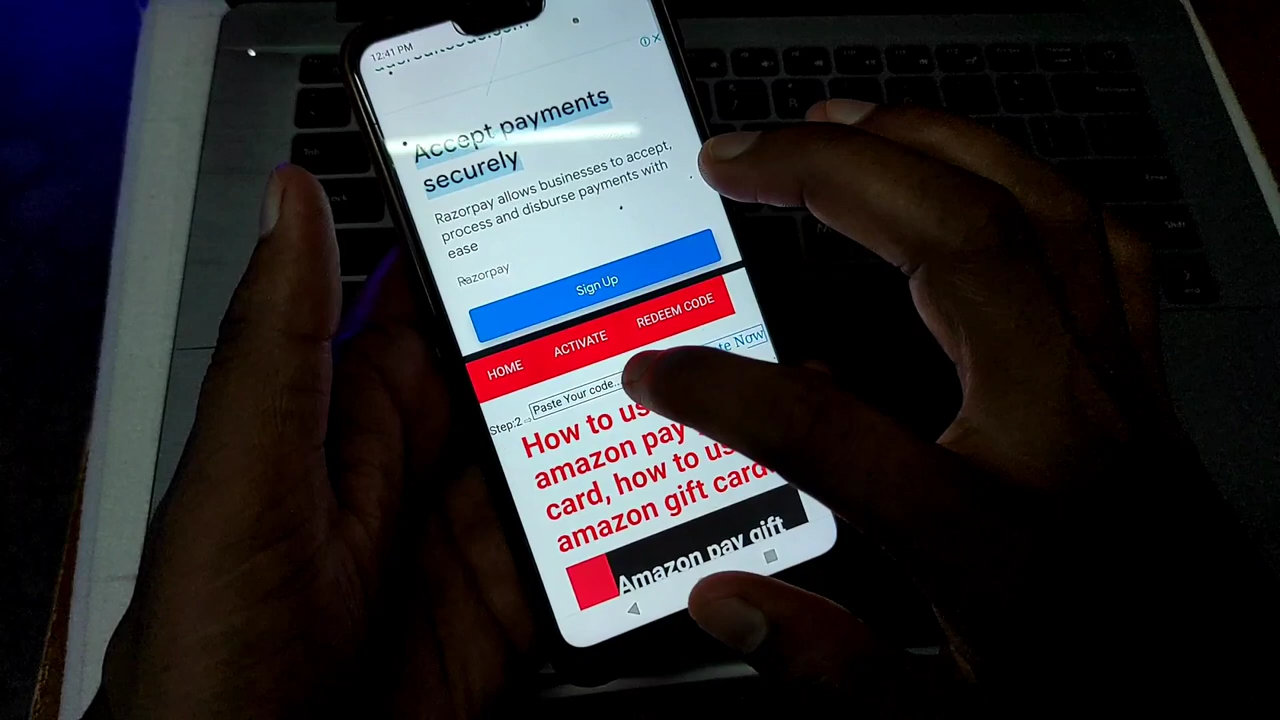 12:41 PM
Accept payments
securely
Razorpay allows businesses to accept,
process and disburse payments with
ease
Razorpay
Sign Up
HOME ACTIVATE REDEEM CODE
Step:2 Paste Your code... Now
How to us
amazon pay
card, how to us
amazon gift card
Amazon pay gift